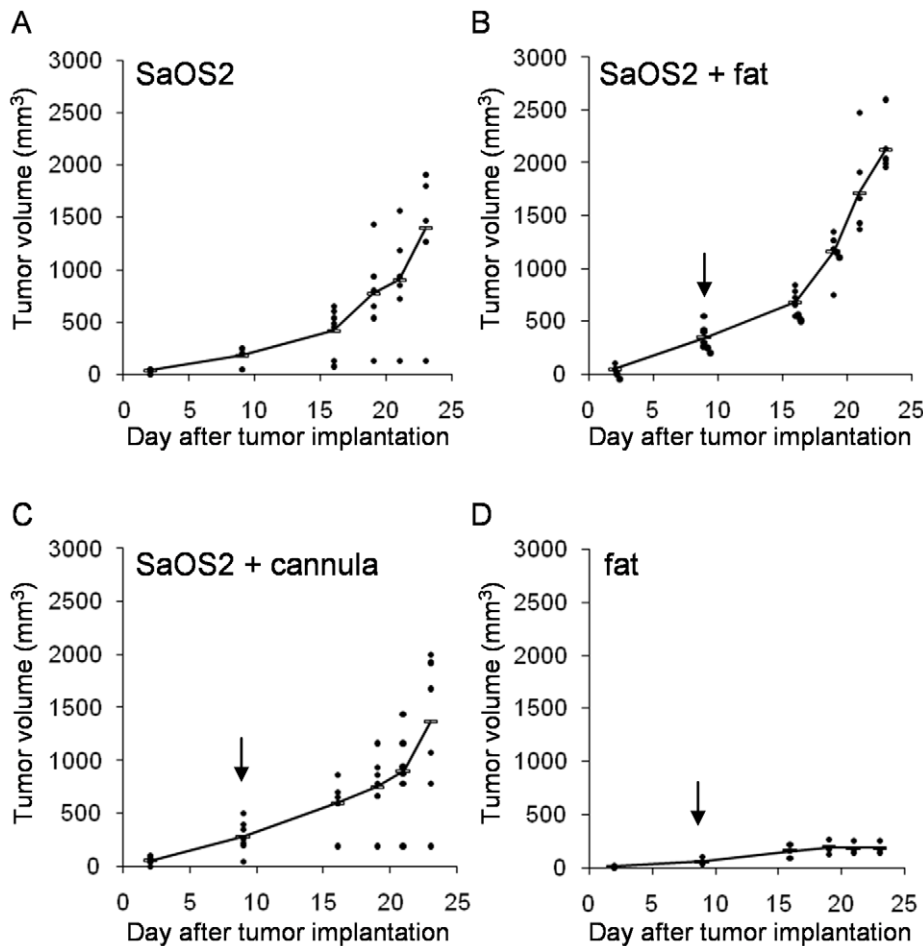 A
SaOS2
Tumor volume (mm³)
3000
2500
2000
1500
1000
500
0
0 5 10 15 20 25
Day after tumor implantation
B
SaOS2 + fat
Tumor volume (mm³)
3000
2500
2000
1500
1000
500
0
0 5 10 15 20 25
Day after tumor implantation
C
SaOS2 + cannula
Tumor volume (mm³)
3000
2500
2000
1500
1000
500
0
0 5 10 15 20 25
Day after tumor implantation
D
fat
Tumor volume (mm³)
3000
2500
2000
1500
1000
500
0
0 5 10 15 20 25
Day after tumor implantation